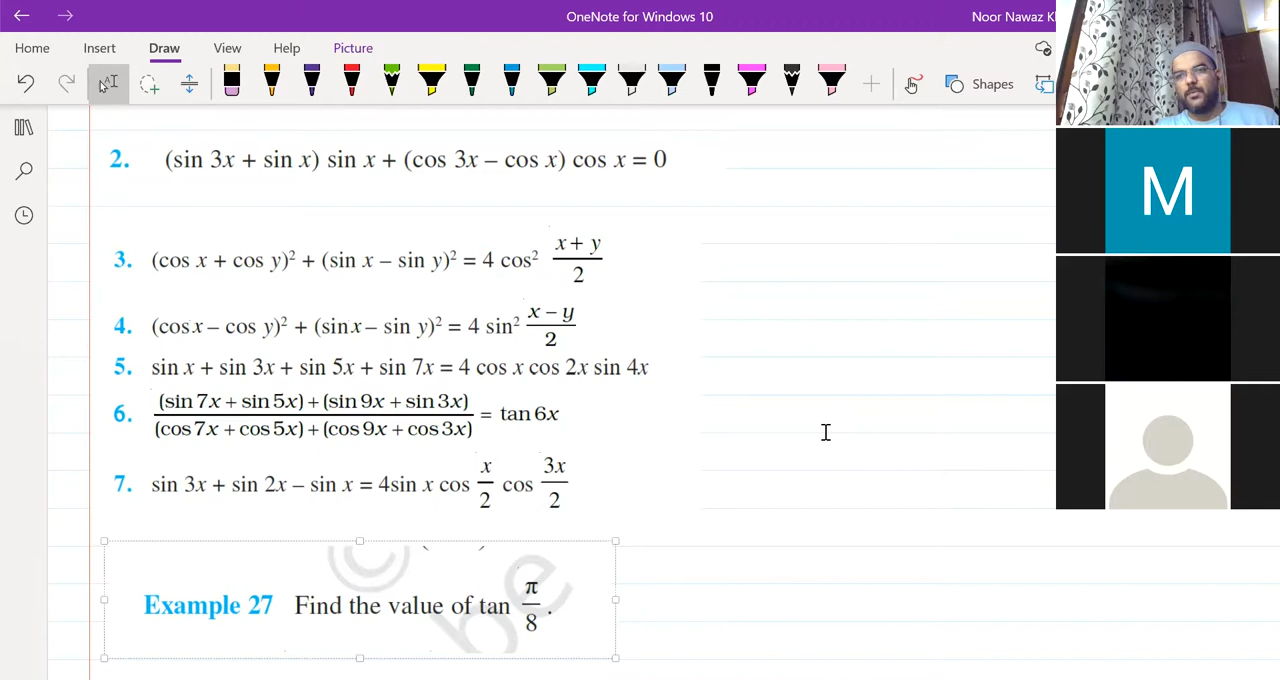 OneNote for Windows 10
Noor Nawaz Kh
Home Insert Draw View Help Picture
Shapes
2. (sin 3x + sin x) sin x + (cos 3x – cos x) cos x = 0
3. (cos x + cos y)² + (sin x – sin y)² = 4 cos² (x + y)/2
4. (cos x – cos y)² + (sin x – sin y)² = 4 sin² (x – y)/2
5. sin x + sin 3x + sin 5x + sin 7x = 4 cos x cos 2x sin 4x
6. ((sin 7x + sin 5x) + (sin 9x + sin 3x))/((cos 7x + cos 5x) + (cos 9x + cos 3x)) = tan 6x
7. sin 3x + sin 2x – sin x = 4sin x cos x/2 cos 3x/2
© be
Example 27 Find the value of tan π/8 .
M